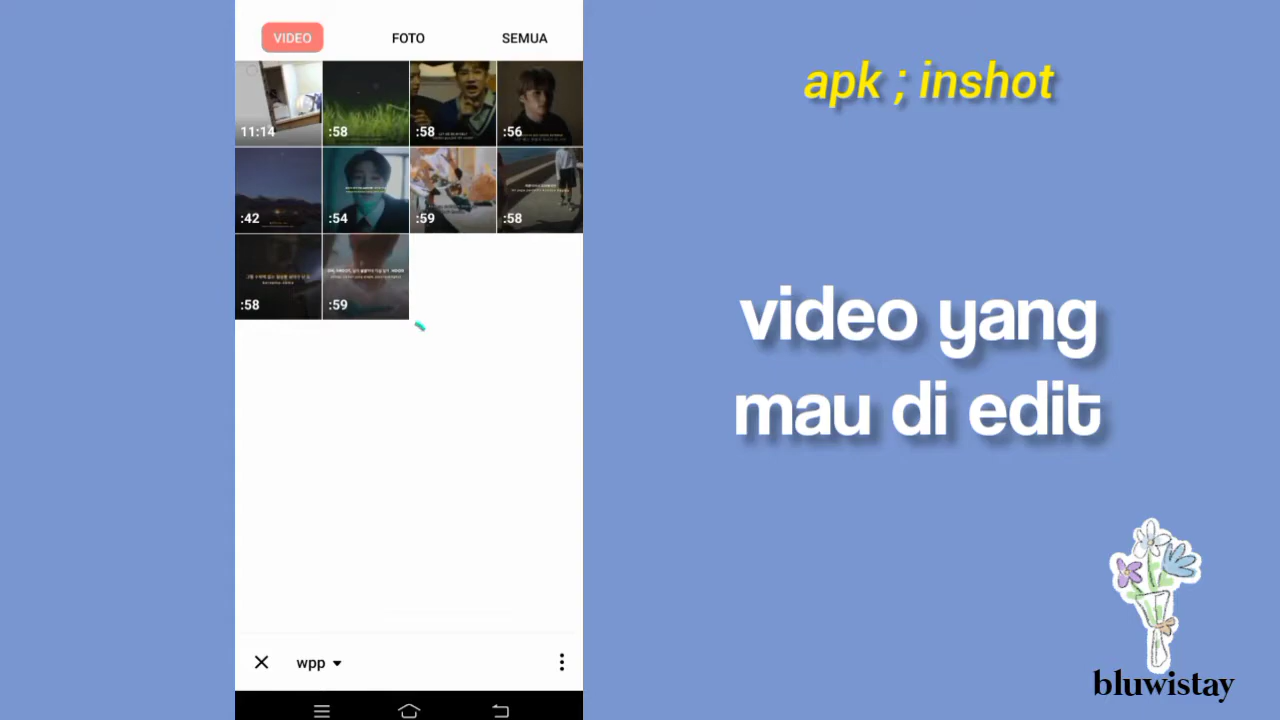 VIDEO FOTO SEMUA
apk ; inshot
11:14 :58 :58 :56
:42 :54 :59 :58
:58 :59
video yang
mau di edit
wpp
bluwistay